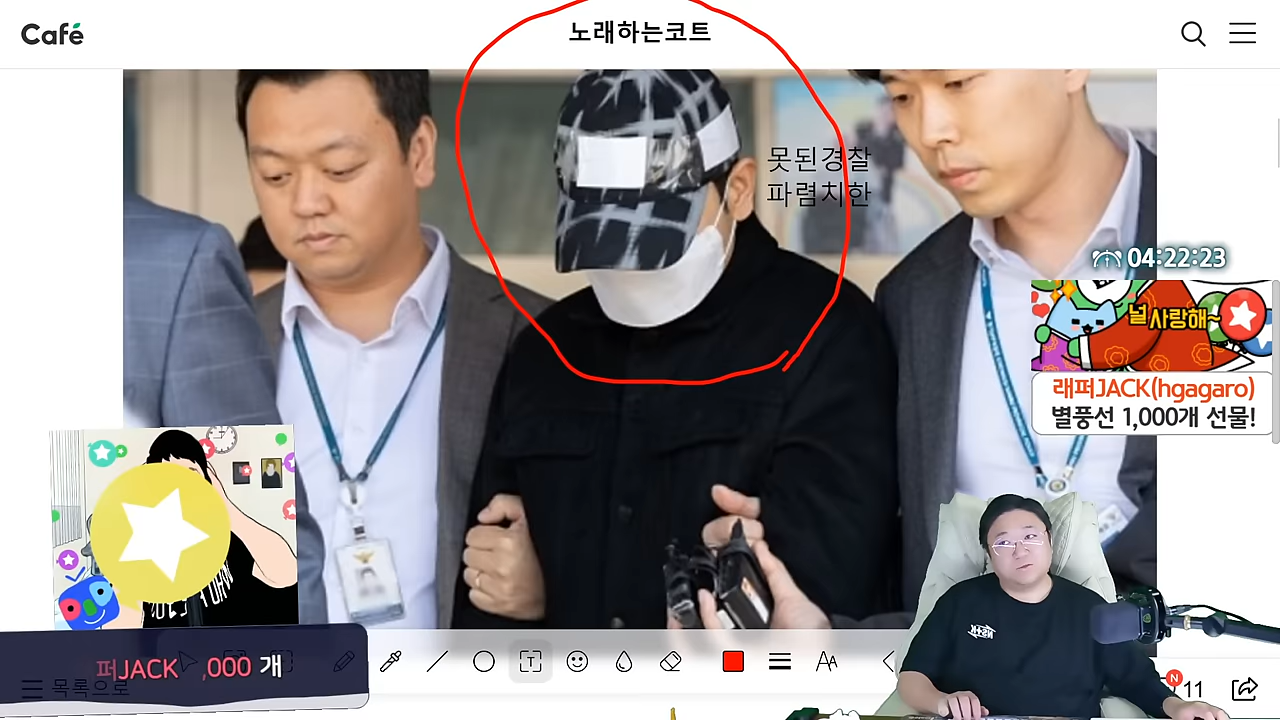 Café
노래하는코트
못된경찰
파렴치한
04:22:23
널 사랑해~
래퍼JACK(hgagaro)
별풍선 1,000개 선물!
퍼JACK ,000 개
목록으로
T
AA
N
11